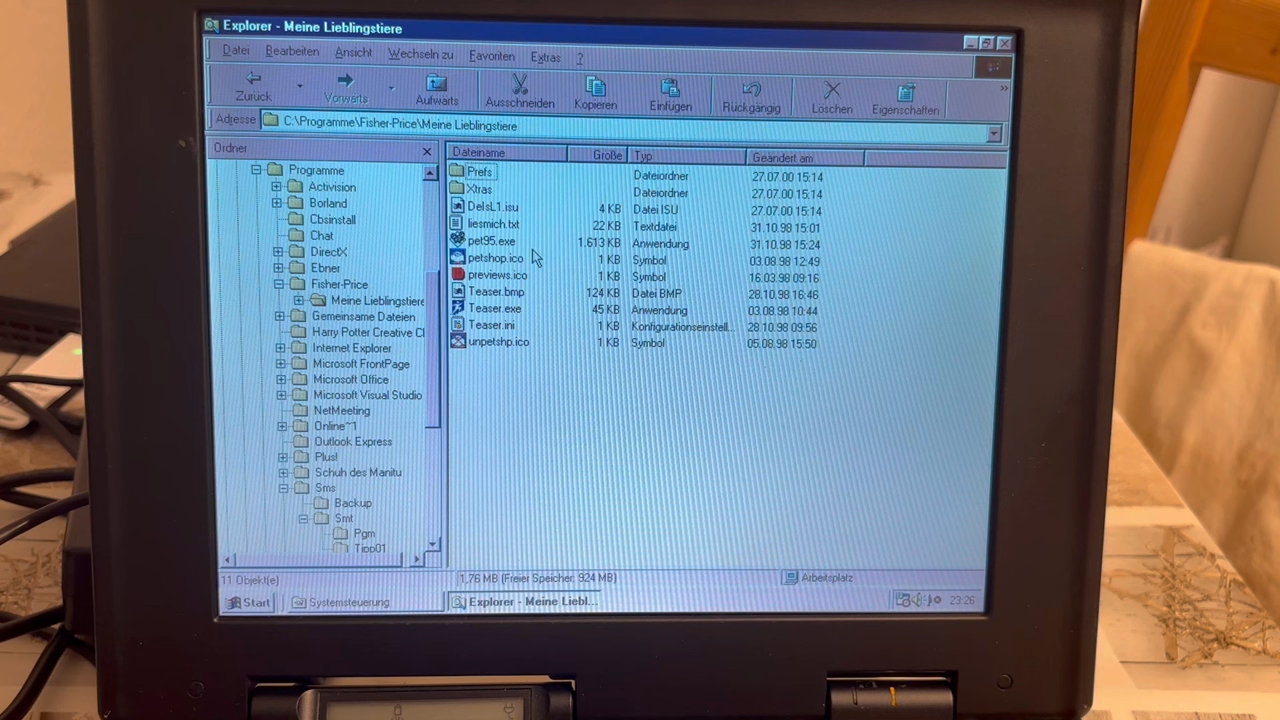 Explorer - Meine Lieblingstiere
Datei Bearbeiten Ansicht Wechseln zu Favoriten Extras ?
Zurück Vorwärts Aufwärts Ausschneiden Kopieren Einfügen Rückgängig Löschen Eigenschaften »
Adresse C:\Programme\Fisher-Price\Meine Lieblingstiere
Ordner
Programme
Activision
Borland
Cbsinstall
Chat
DirectX
Ebner
Fisher-Price
Meine Lieblingstiere
Gemeinsame Dateien
Harry Potter Creative Cl
Internet Explorer
Microsoft FrontPage
Microsoft Office
Microsoft Visual Studio
NetMeeting
Online~1
Outlook Express
Plus!
Schuh des Manitu
Sms
Backup
Smt
Pgm
Tipp01
Dateiname Größe Typ Geändert am
Prefs Dateiordner 27.07.00 15:14
Xtras Dateiordner 27.07.00 15:14
DelsL1.isu 4 KB Datei ISU 27.07.00 15:14
liesmich.txt 22 KB Textdatei 31.10.98 15:01
pet95.exe 1.613 KB Anwendung 31.10.98 15:24
petshop.ico 1 KB Symbol 03.08.98 12:49
previews.ico 1 KB Symbol 16.03.98 09:16
Teaser.bmp 124 KB Datei BMP 28.10.98 16:46
Teaser.exe 45 KB Anwendung 03.08.98 10:44
Teaser.ini 1 KB Konfigurationseinstell... 28.10.98 09:56
unpetshp.ico 1 KB Symbol 05.08.98 15:50
11 Objekt(e) 1,76 MB (Freier Speicher: 924 MB) Arbeitsplatz
Start Systemsteuerung Explorer - Meine Liebl... 23:26